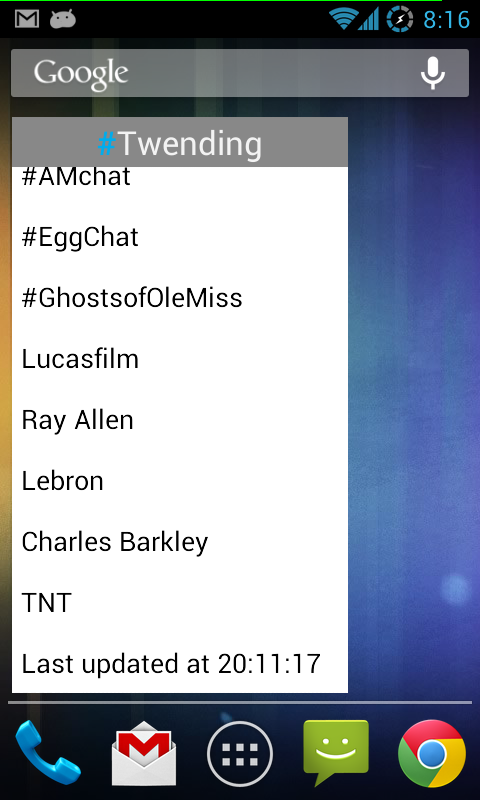 8:16
Google
#Twending
#AMchat
#EggChat
#GhostsofOleMiss
Lucasfilm
Ray Allen
Lebron
Charles Barkley
TNT
Last updated at 20:11:17